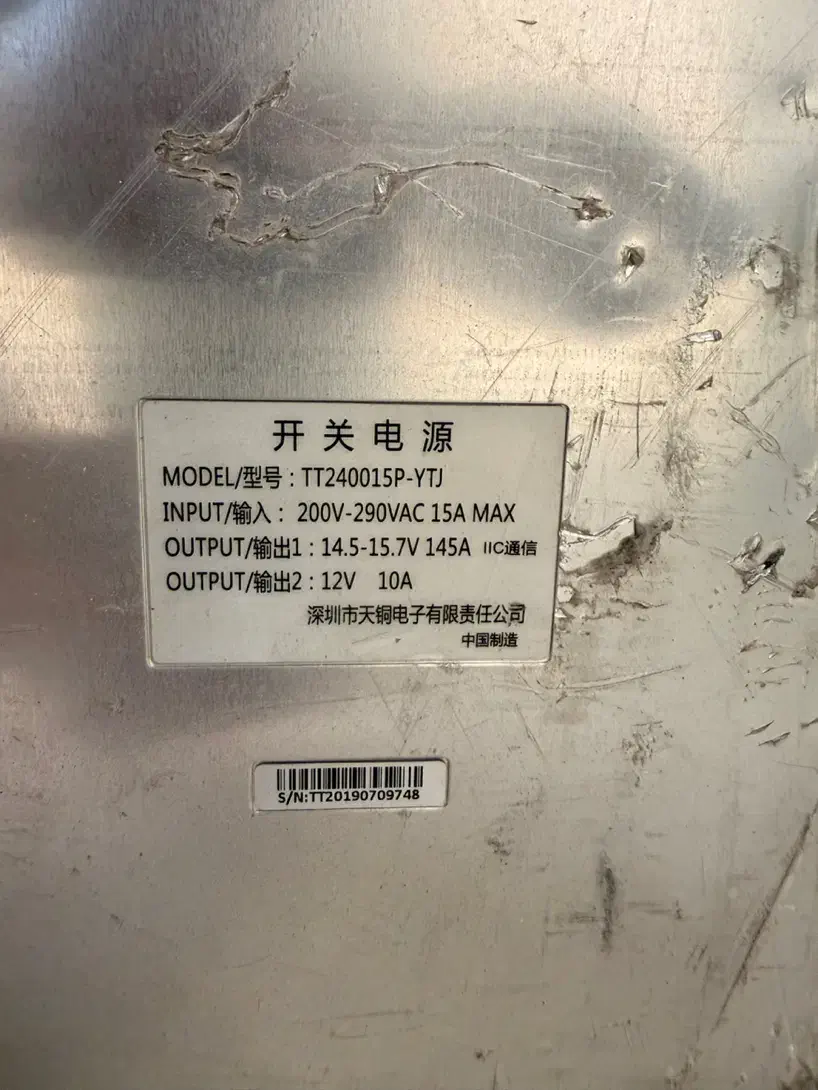 开关电源
MODEL/型号：TT240015P-YTJ
INPUT/输入： 200V-290VAC 15A MAX
OUTPUT/输出1：14.5-15.7V 145A IIC通信
OUTPUT/输出2：12V 10A
深圳市天铜电子有限责任公司
中国制造
S/N:TT20190709748